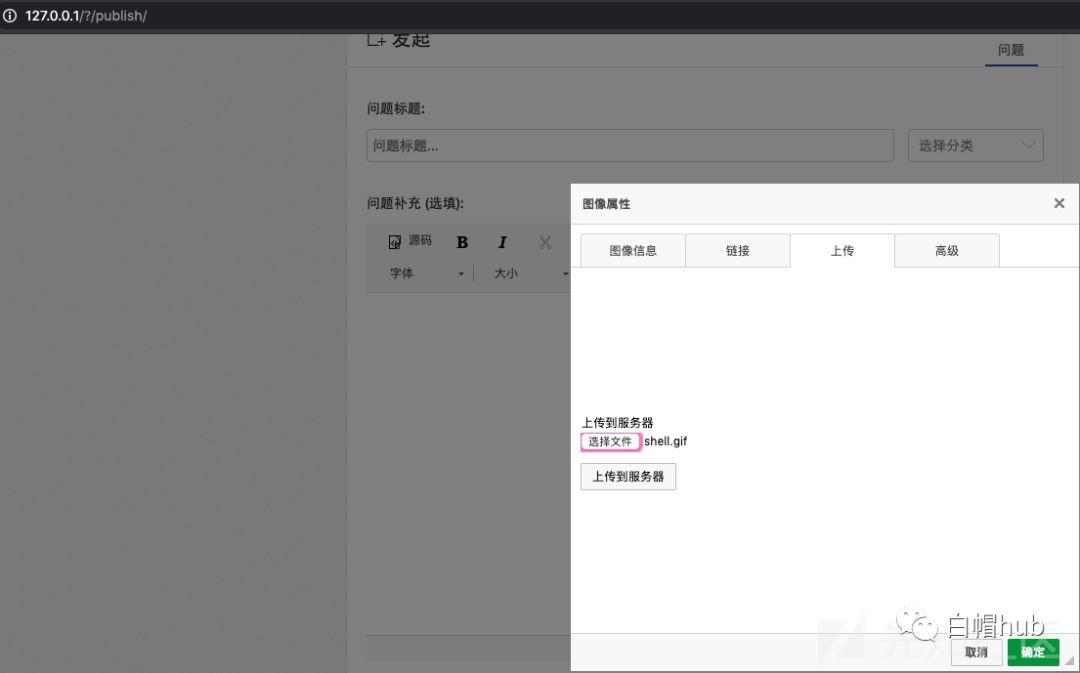 127.0.0.1/?/publish/
发起
问题
问题标题:
问题标题...
选择分类
问题补充 (选填):
源码 B I
字体 大小
图像属性
图像信息 链接 上传 高级
上传到服务器
选择文件 shell.gif
上传到服务器
白帽hub
取消 确定